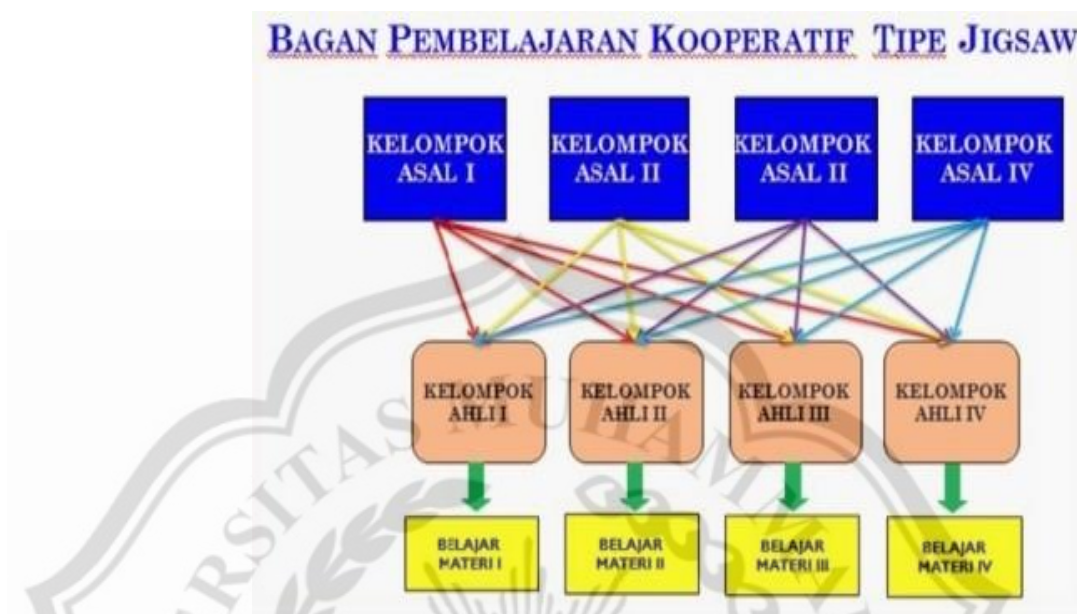 BAGAN PEMBELAJARAN KOOPERATIF TIPE JIGSAW
KELOMPOK
ASAL I
KELOMPOK
ASAL II
KELOMPOK
ASAL II
KELOMPOK
ASAL IV
KELOMPOK
AHLI I
KELOMPOK
AHLI II
KELOMPOK
AHLI III
KELOMPOK
AHLI IV
BELAJAR
MATERI I
BELAJAR
MATERI II
BELAJAR
MATERI III
BELAJAR
MATERI IV